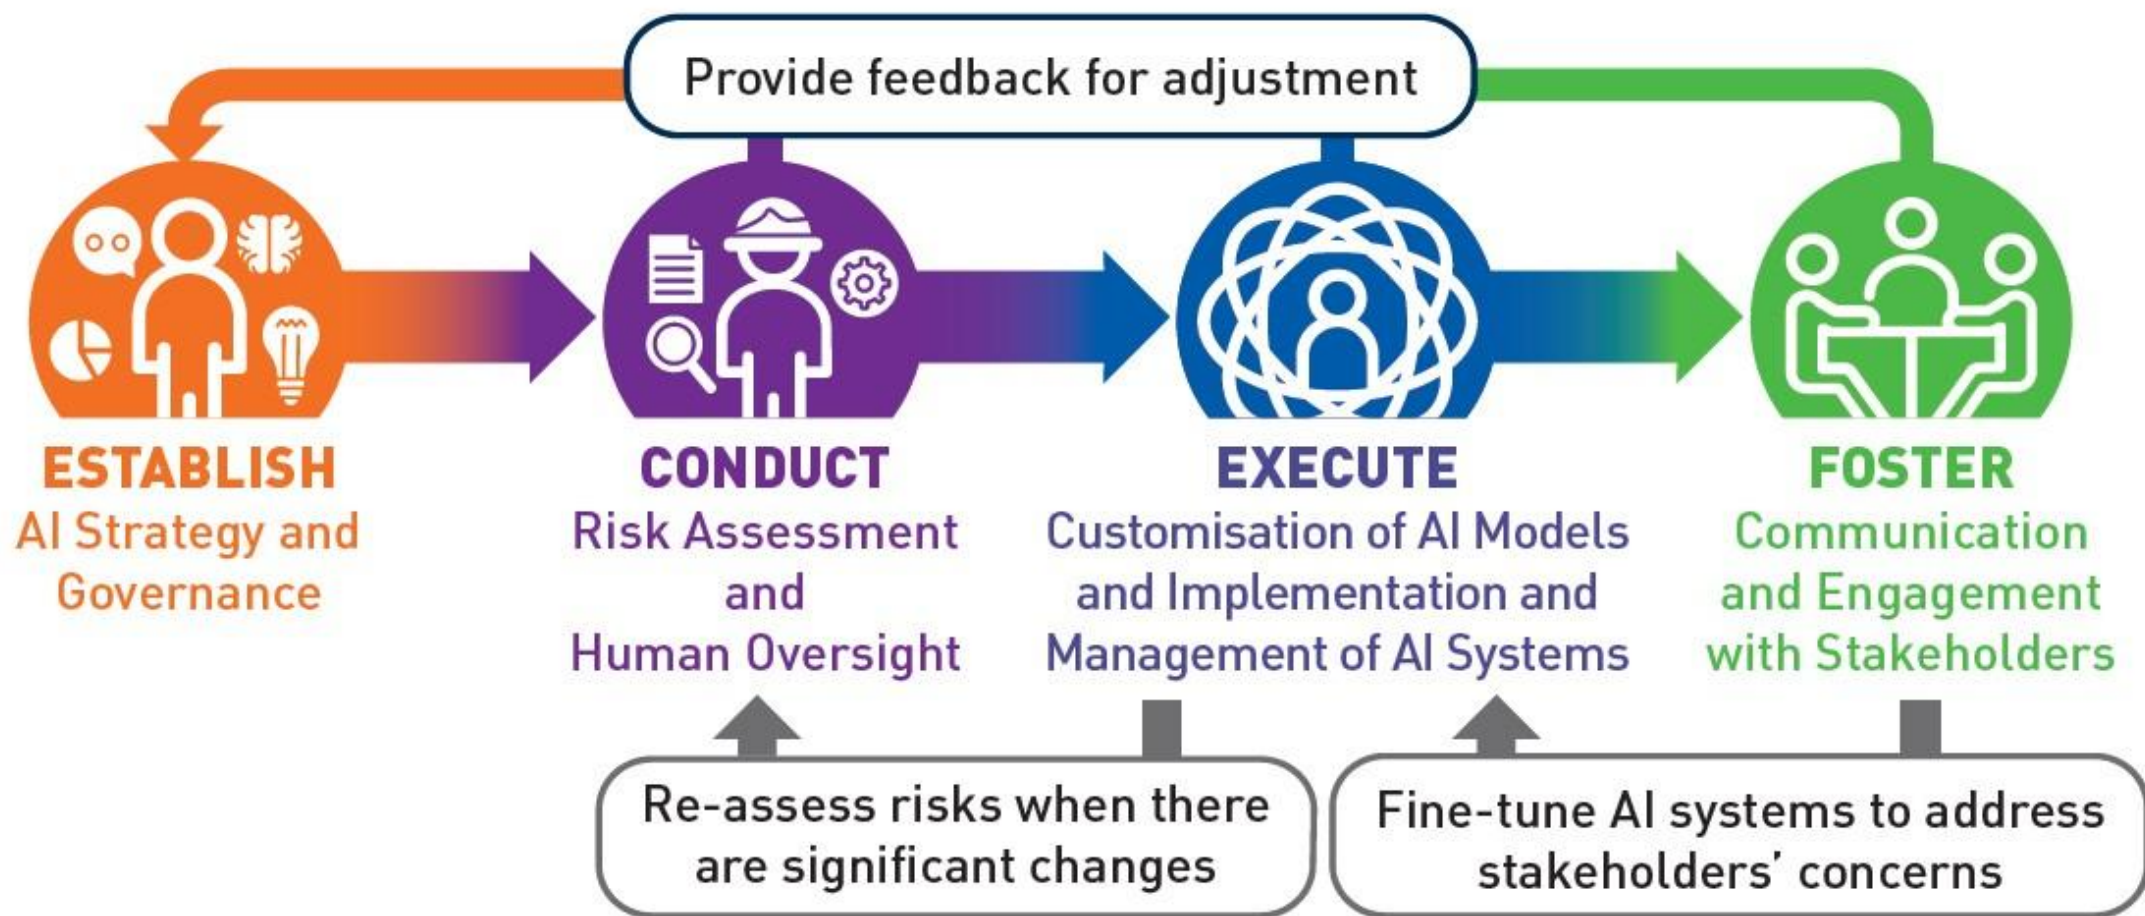 Provide feedback for adjustment
ESTABLISH
AI Strategy and
Governance
CONDUCT
Risk Assessment
and
Human Oversight
EXECUTE
Customisation of AI Models
and Implementation and
Management of AI Systems
FOSTER
Communication
and Engagement
with Stakeholders
Re-assess risks when there
are significant changes
Fine-tune AI systems to address
stakeholders’ concerns